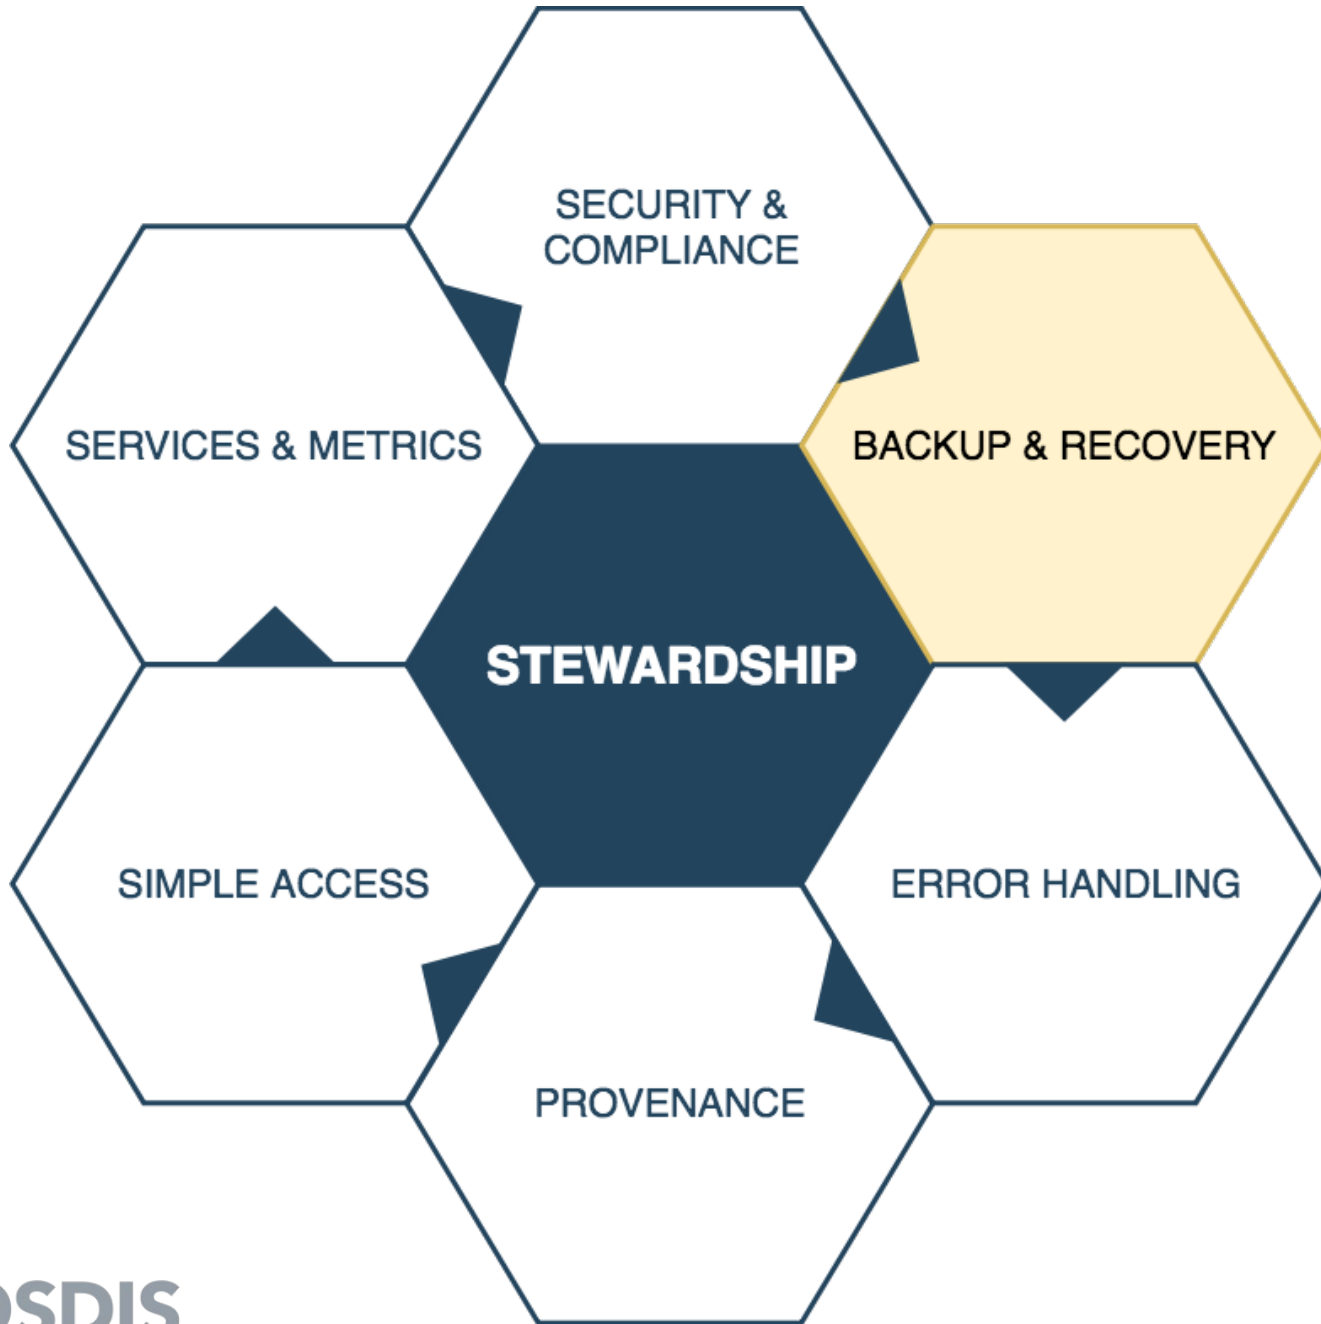 SECURITY &
COMPLIANCE
SERVICES & METRICS
BACKUP & RECOVERY
STEWARDSHIP
SIMPLE ACCESS
ERROR HANDLING
PROVENANCE